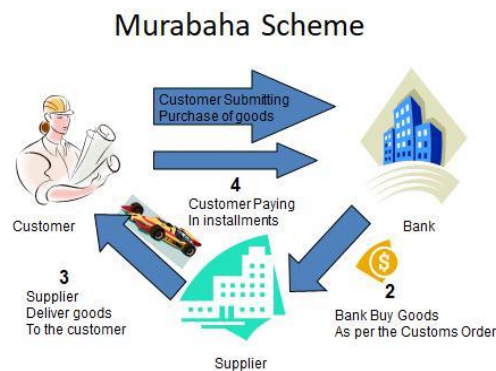 Murabaha Scheme
Customer Submitting
Purchase of goods
4
Customer Paying
In installments
Customer
Bank
3
Supplier
Deliver goods
To the customer
$
2
Bank Buy Goods
As per the Customs Order
Supplier